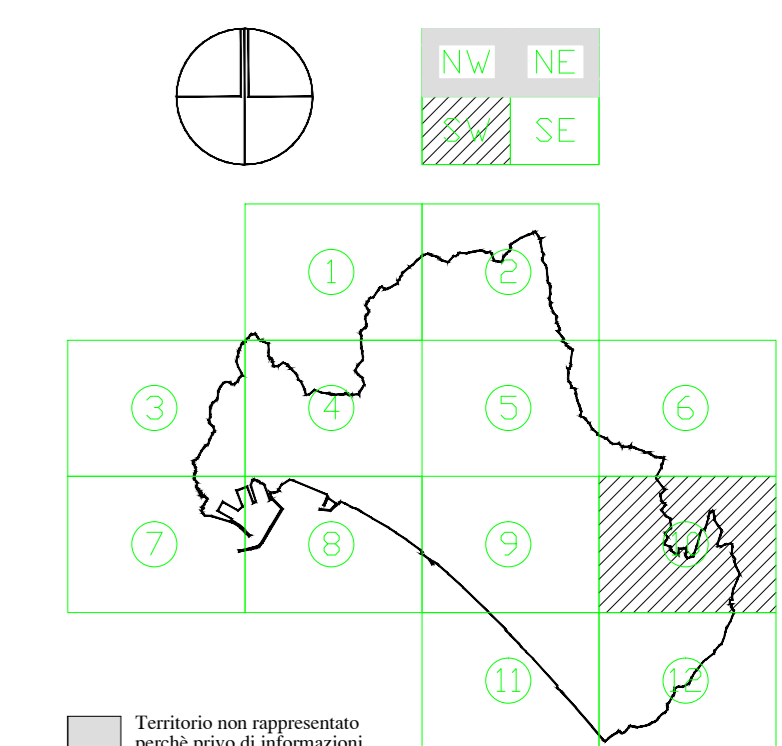 NW NE
SW SE
1 2
3 4 5 6
7 8 9 10
11 12
Territorio non rappresentato
perchè privo di informazioni